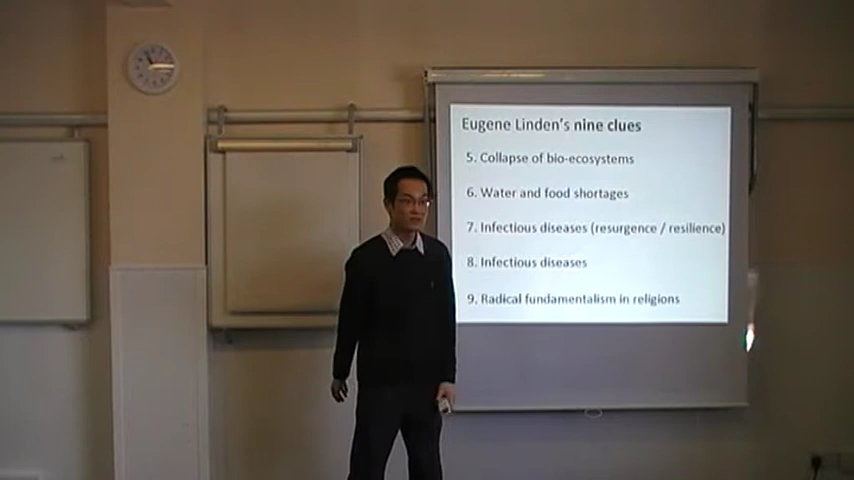 Eugene Linden's nine clues
5. Collapse of bio-ecosystems
6. Water and food shortages
7. Infectious diseases (resurgence / resilience)
8. Infectious diseases
9. Radical fundamentalism in religions